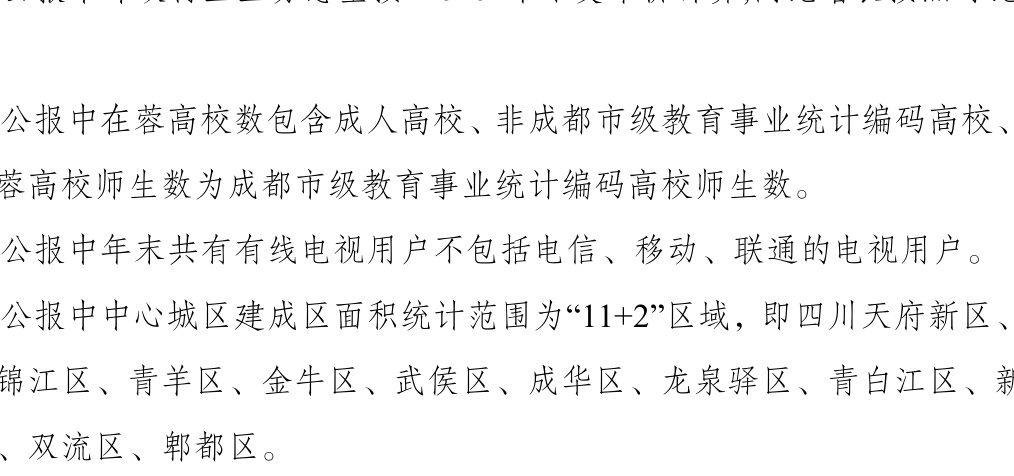 公报中在蓉高校数包含成人高校、非成都市级教育事业统计编码高校、
蓉高校师生数为成都市级教育事业统计编码高校师生数。
公报中年末共有有线电视用户不包括电信、移动、联通的电视用户。
公报中中心城区建成区面积统计范围为“11+2”区域，即四川天府新区、
锦江区、青羊区、金牛区、武侯区、成华区、龙泉驿区、青白江区、新
、双流区、郫都区。